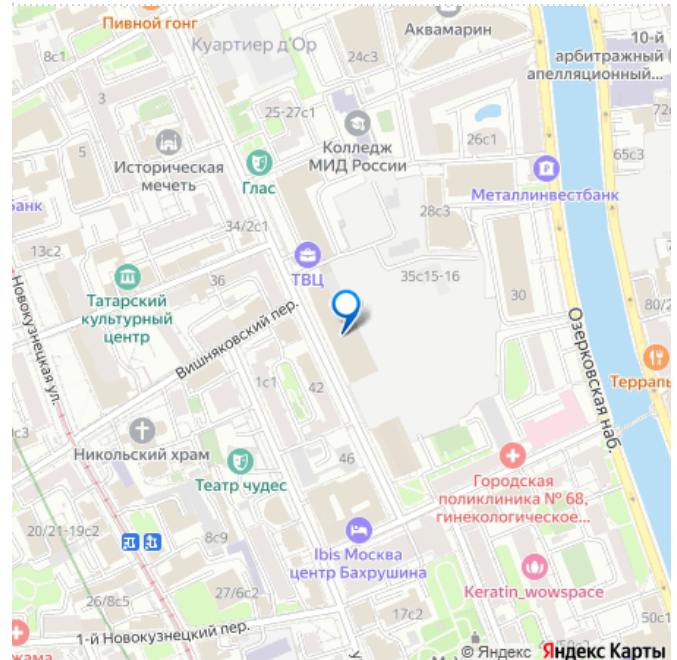 Пивной гонг
Аквамарин
10-й
арбитражный
апелляционный...
Куартиер д'Ор
8с1
24с3
3
25-27с1
72
Колледж
МИД России
26с1
65с3
5
Историческая
мечеть
Глас
Металлинвестбанк
Банк
28с3
34/2с1
13с2
ТВЦ
35с15-16
36
30
80/2
Татарский
культурный
центр
Новокузнецкая ул.
Вишняковский пер.
Озерковская наб.
Террапь
1с1
42
Никольский храм
46
Театр чудес
Городская
поликлиника № 68,
гинекологическое...
20/21-19с2
8с9
Ibis Москва
центр Бахрушина
Keratin_wowspace
27/6с2
26/8с5
17с2
50с1
1-й Новокузнецкий пер.
© Яндекс Яндекс Карты